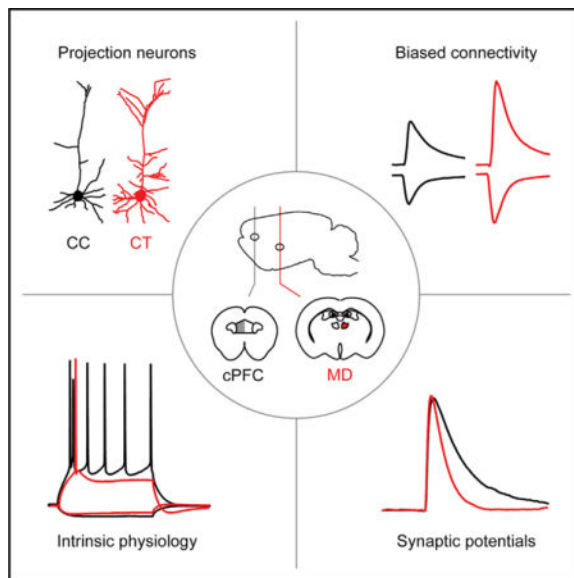 Projection neurons
Biased connectivity
CC
CT
cPFC
MD
Intrinsic physiology
Synaptic potentials